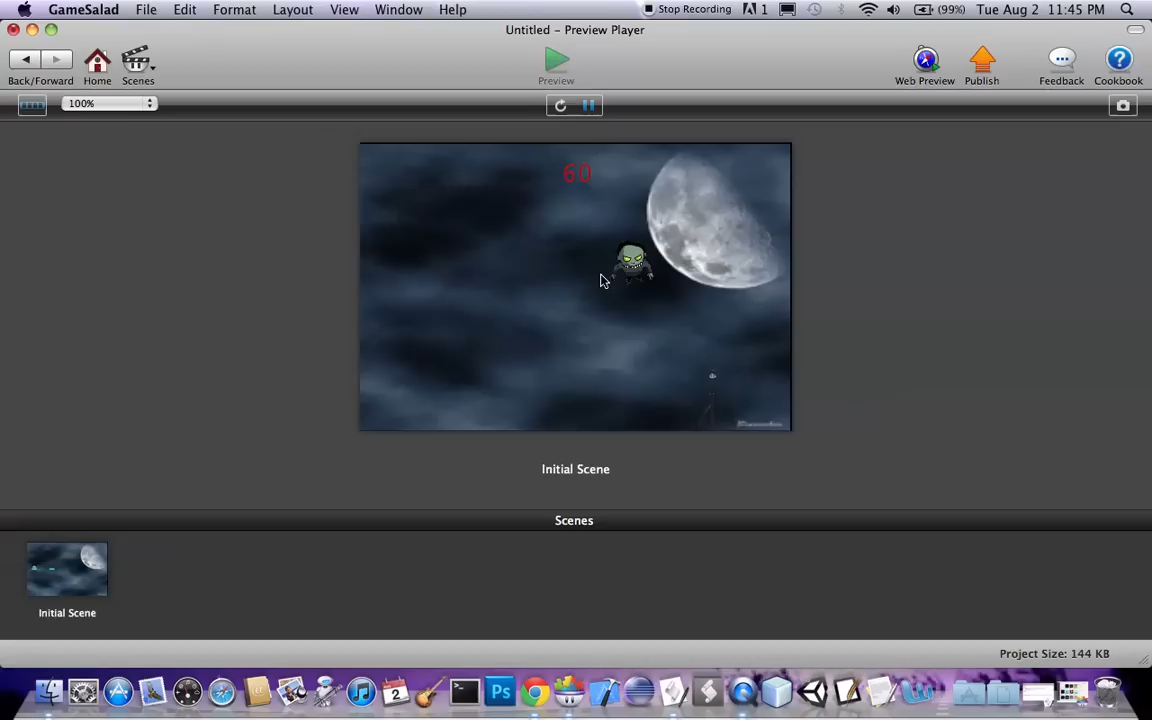 GameSalad File Edit Format Layout View Window Help Stop Recording 1 (99%) Tue Aug 2 11:45 PM
Untitled – Preview Player
Back/Forward Home Scenes Preview Web Preview Publish Feedback Cookbook
100%
60
Initial Scene
Scenes
Initial Scene
Project Size: 144 KB
2 Ps